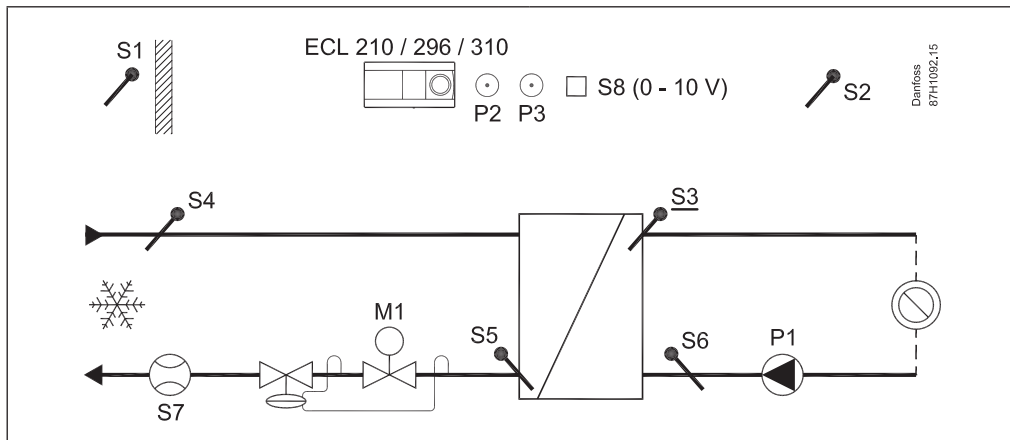 S1
ECL 210 / 296 / 310
P2
P3
S8 (0 - 10 V)
S2
Danfoss
87H1092.15
S4
S3
M1
S5
S6
P1
S7